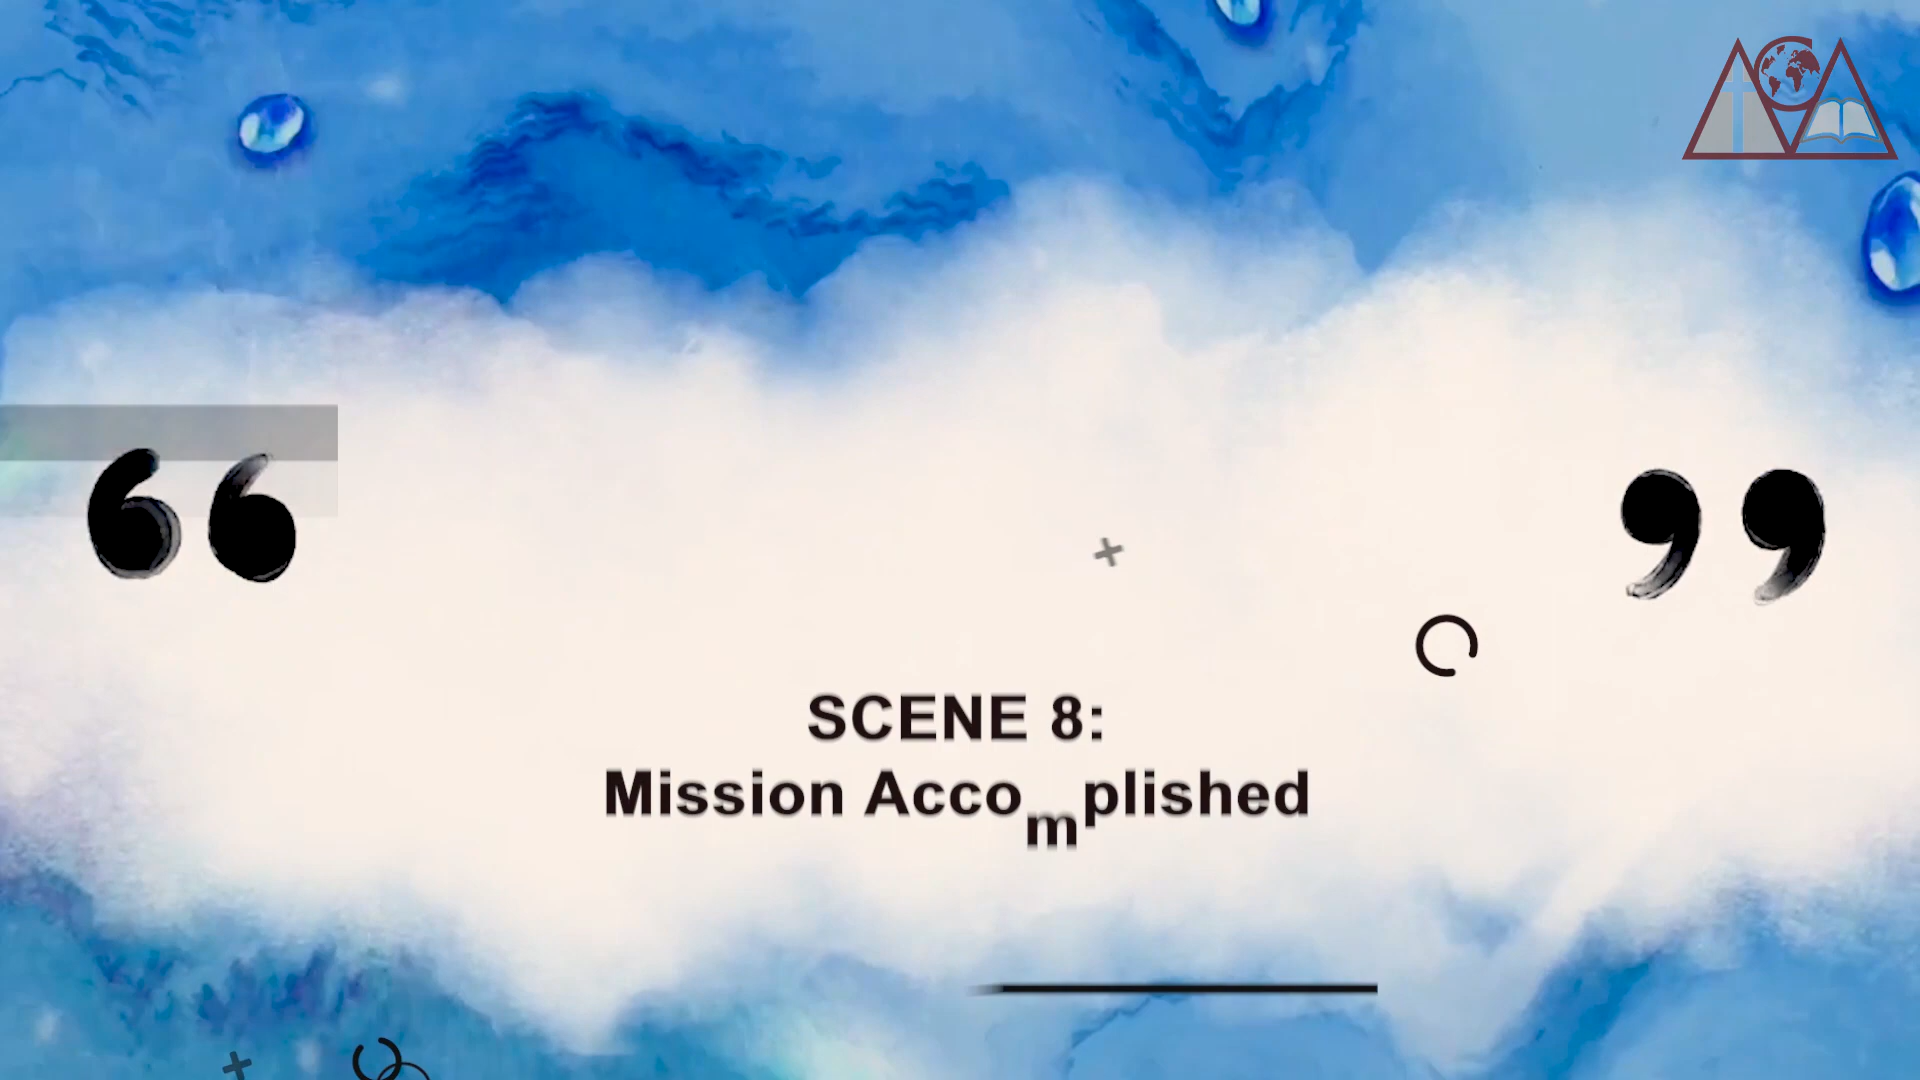 “ ”
SCENE 8:
Mission Accomplished